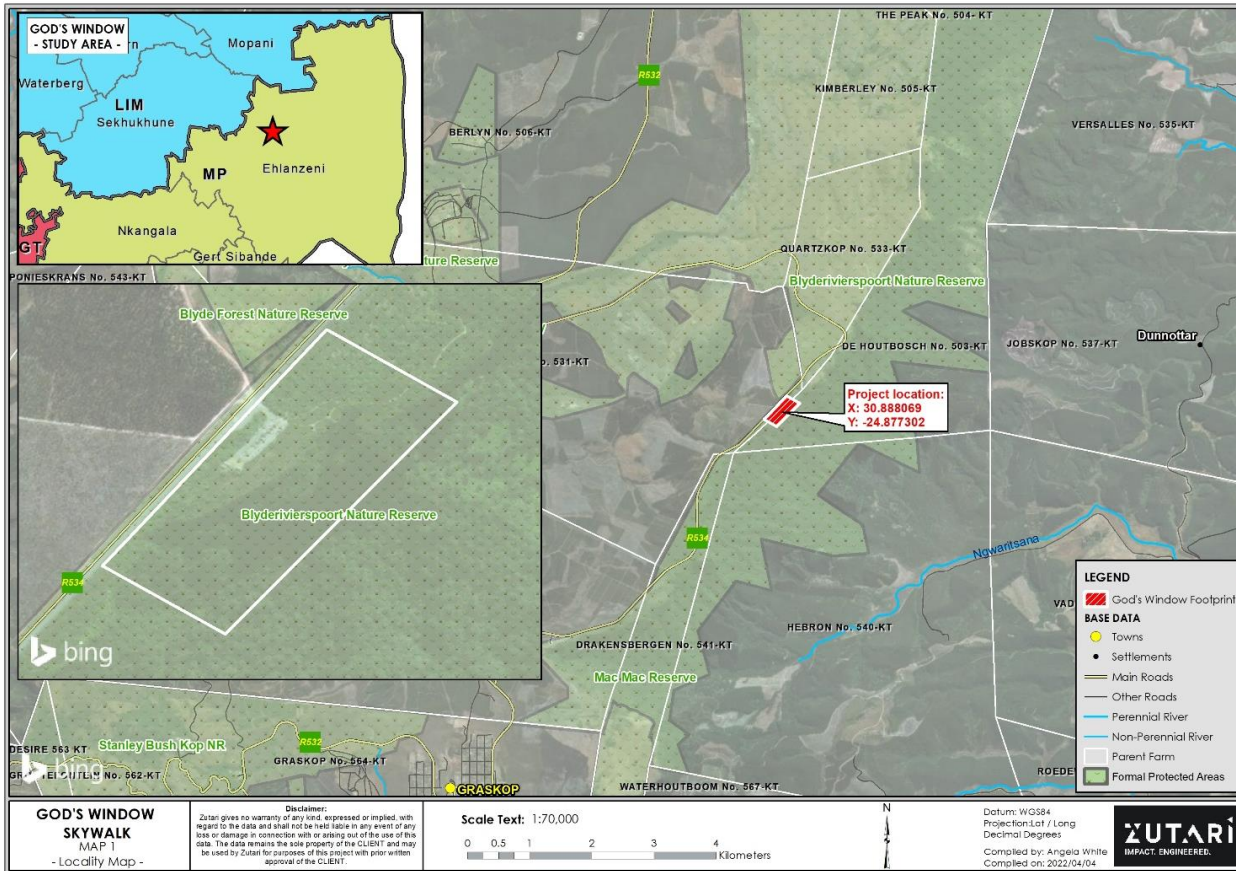 GOD'S WINDOW
- STUDY AREA -
Mopani
Waterberg
LIM
Sekhukhune
MP
Ehlanzeni
Nkangala
GT
Gert Sibande
THE PEAK No. 504- KT
R532
KIMBERLEY No. 505-KT
BERLYN No. 506-KT
VERSALLES No. 535-KT
QUARTZKOP No. 533-KT
PONIESKRANS No. 543-KT
ture Reserve
Blyderivierspoort Nature Reserve
Blyde Forest Nature Reserve
Dunnottar
DE HOUTBOSCH No. 503-KT
JOBSKOP No. 537-KT
o. 531-KT
Project location:
X: 30.888069
Y: -24.877302
Blyderivierspoort Nature Reserve
R534
R534
Ngwaritsana
bing
HEBRON No. 540-KT
DRAKENSBERGEN No. 541-KT
Mac Mac Reserve
LEGEND
God's Window Footprint
BASE DATA
Towns
Settlements
Main Roads
Other Roads
Perennial River
Non-Perennial River
Parent Farm
Formal Protected Areas
VAD
ROEDE
Stanley Bush Kop NR
R532
DESIRE 563 KT
GRASKOP No. 564-KT
No. 562-KT
bing
GRASKOP
WATERHOUTBOOM No. 567-KT
GOD'S WINDOW
SKYWALK
MAP 1
- Locality Map -
Disclaimer:
Zutari gives no warranty of any kind, expressed or implied, with
regard to the data and shall not be held liable in any event of any
loss or damage in connection with or arising out of the use of this
data. The data remains the sole property of the CLIENT and may
be used by Zutari for purposes of this project with prior written
approval of the CLIENT.
Scale Text: 1:70,000
0 0.5 1 2 3 4
Kilometers
N
Datum: WGS84
Projection:Lat / Long
Decimal Degrees
Compiled by: Angela White
Compiled on: 2022/04/04
ZUTARI
IMPACT. ENGINEERED.